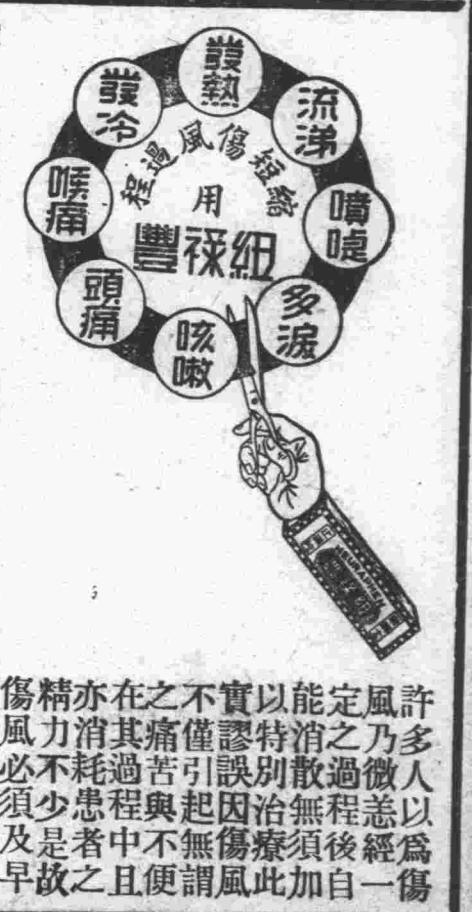 發熱
流涕
噴嚏
多淚
咳嗽
頭痛
喉痛
發冷
縮短傷風過程
用
紐祿豐
許多人以爲傷
風乃微恙經一
定之過程後自
能消散無須加
以特別治療此
實謬誤因傷風
不僅引起無謂
之痛苦與不便
在其過程中且
亦消耗患者之
精力不少是故
傷風必須及早